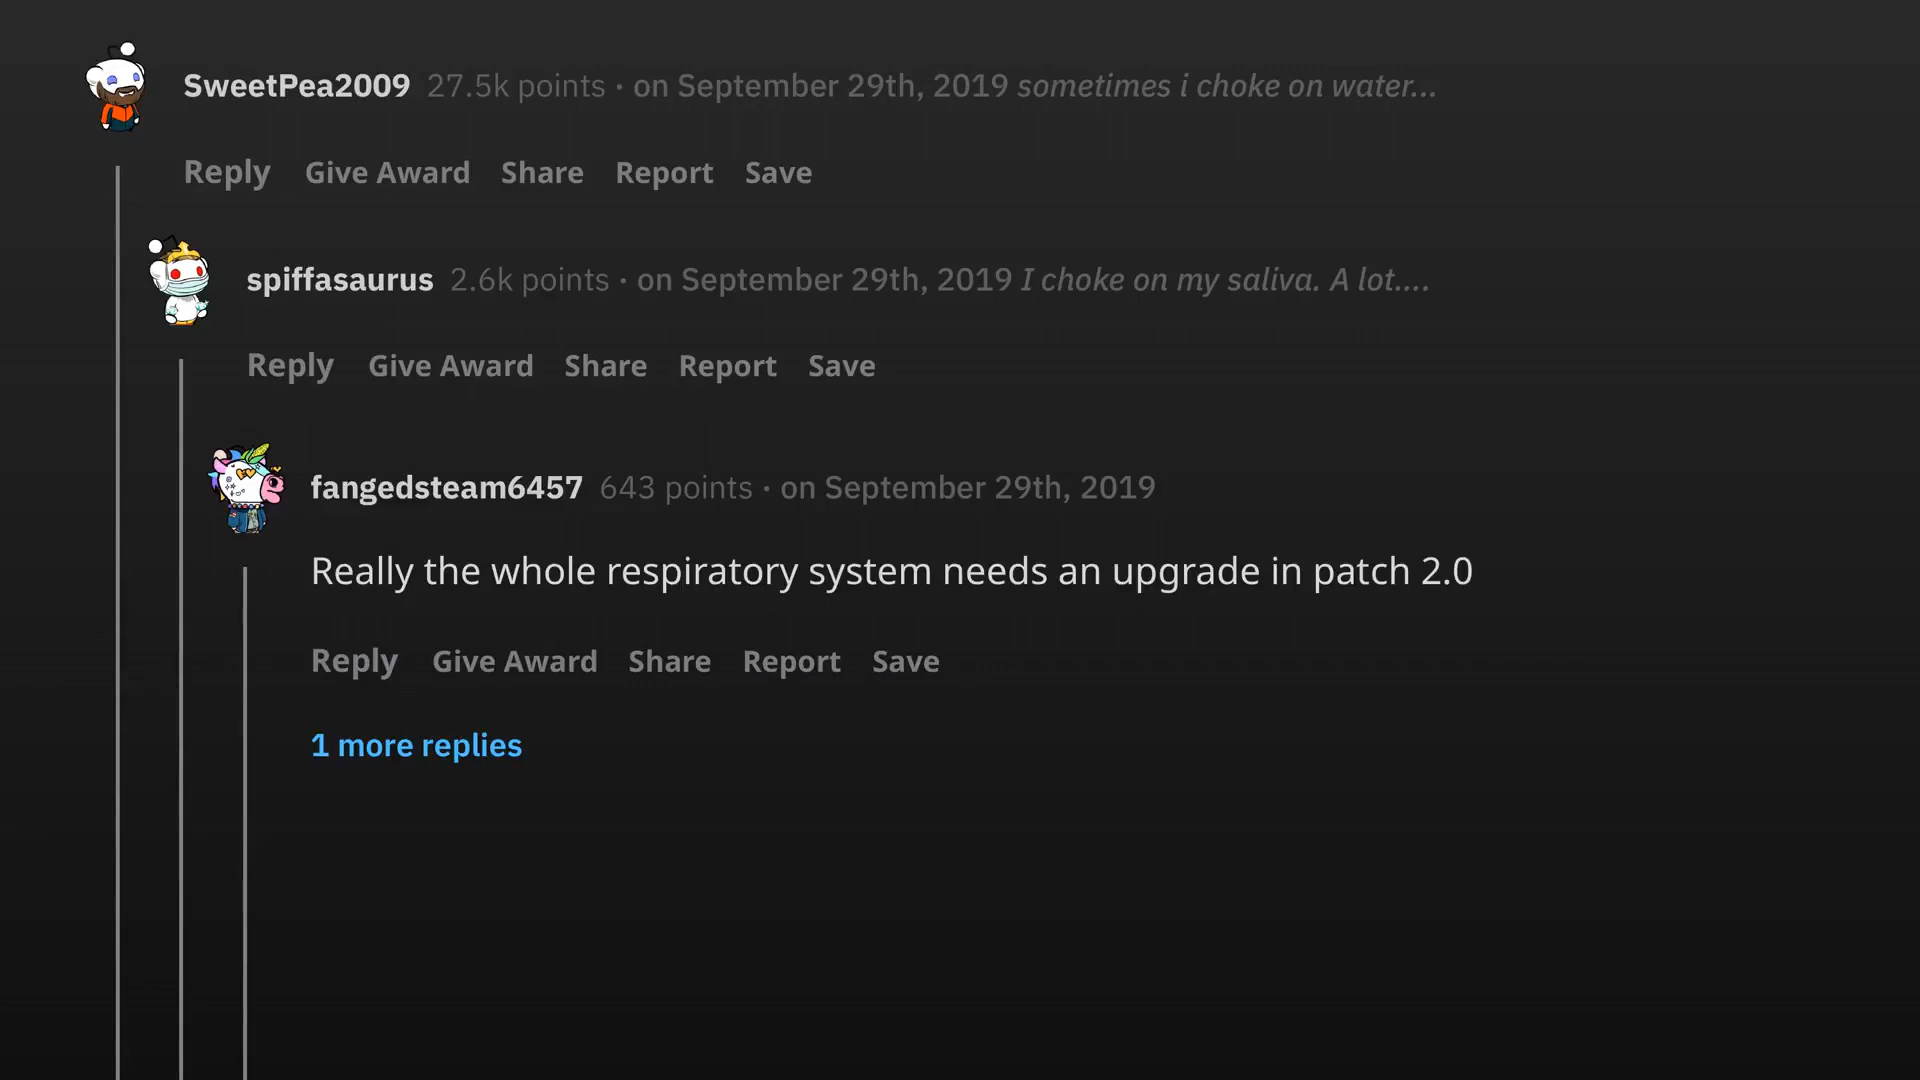 SweetPea2009 27.5k points · on September 29th, 2019 sometimes i choke on water...
Reply Give Award Share Report Save
spiffasaurus 2.6k points · on September 29th, 2019 I choke on my saliva. A lot....
Reply Give Award Share Report Save
fangedsteam6457 643 points · on September 29th, 2019
Really the whole respiratory system needs an upgrade in patch 2.0
Reply Give Award Share Report Save
1 more replies